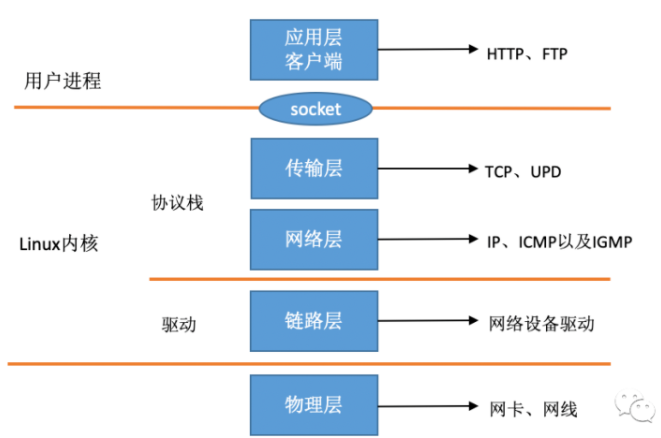 应用层
客户端
HTTP、FTP
用户进程
socket
传输层
TCP、UPD
协议栈
Linux内核
网络层
IP、ICMP以及IGMP
驱动
链路层
网络设备驱动
物理层
网卡、网线